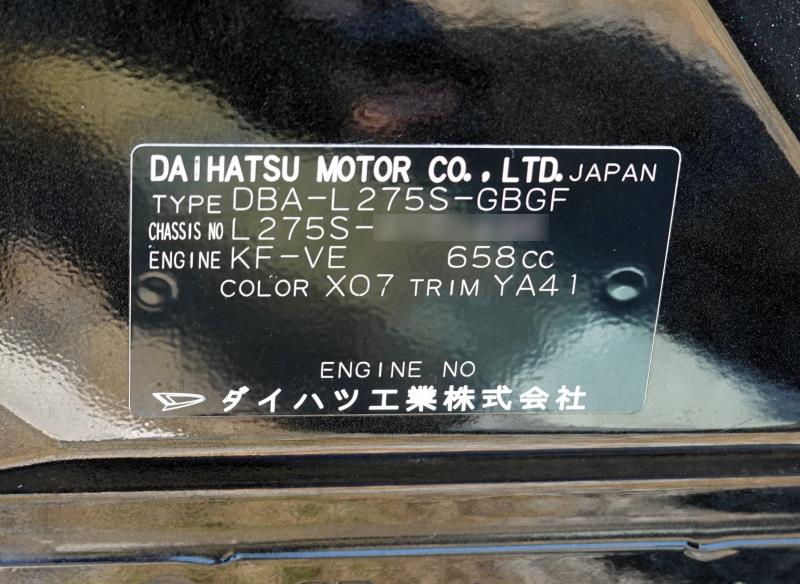 DAIHATSU MOTOR CO., LTD. JAPAN
TYPE DBA-L275S-GBGF
CHASSIS NO L275S-
ENGINE KF-VE 658CC
COLOR X07 TRIM YA41
ENGINE NO
ダイハツ工業株式会社